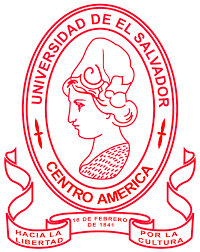 UNIVERSIDAD DE EL SALVADOR
CENTRO AMERICA
16 DE FEBRERO
DE 1841
HACIA LA
LIBERTAD
POR LA
CULTURA